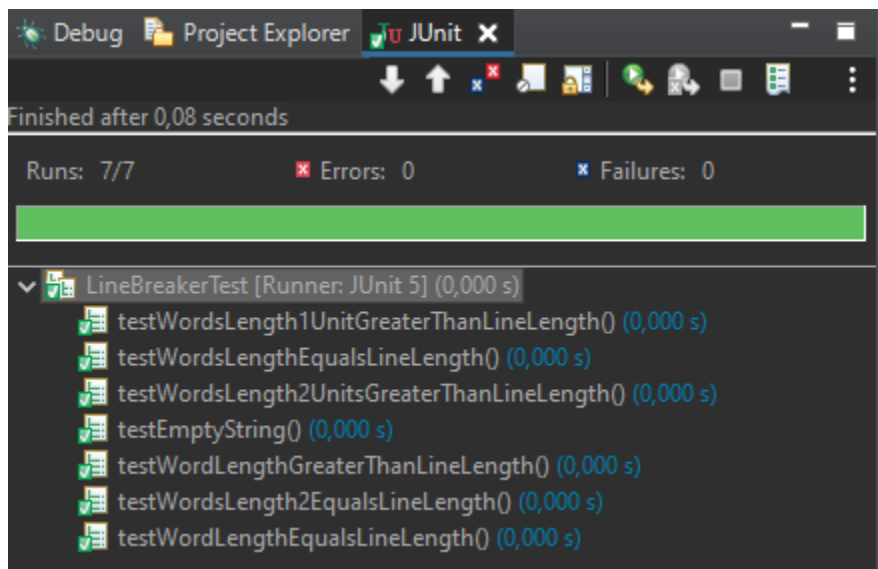 Debug Project Explorer JUnit
Finished after 0,08 seconds
Runs: 7/7 Errors: 0 Failures: 0
LineBreakerTest [Runner: JUnit 5] (0,000 s)
testWordsLength1UnitGreaterThanLineLength() (0,000 s)
testWordsLengthEqualsLineLength() (0,000 s)
testWordsLength2UnitsGreaterThanLineLength() (0,000 s)
testEmptyString() (0,000 s)
testWordLengthGreaterThanLineLength() (0,000 s)
testWordsLength2EqualsLineLength() (0,000 s)
testWordLengthEqualsLineLength() (0,000 s)